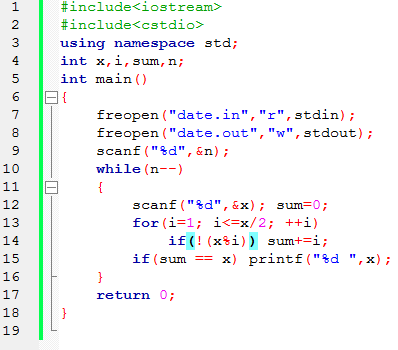 1 #include<iostream>
2 #include<cstdio>
3 using namespace std;
4 int x,i,sum,n;
5 int main()
6 {
7 freopen("date.in","r",stdin);
8 freopen("date.out","w",stdout);
9 scanf("%d",&n);
10 while(n--)
11 {
12 scanf("%d",&x); sum=0;
13 for(i=1; i<=x/2; ++i)
14 if(!(x%i)) sum+=i;
15 if(sum == x) printf("%d ",x);
16 }
17 return 0;
18 }
19